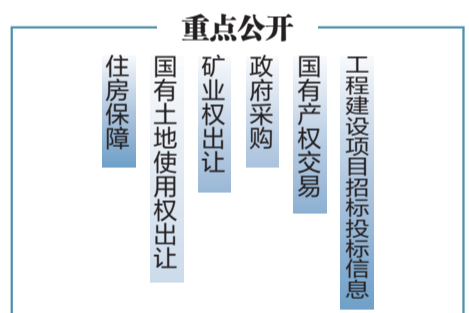 重点公开
住房保障
国有土地使用权出让
矿业权出让
政府采购
国有产权交易
工程建设项目招标投标信息